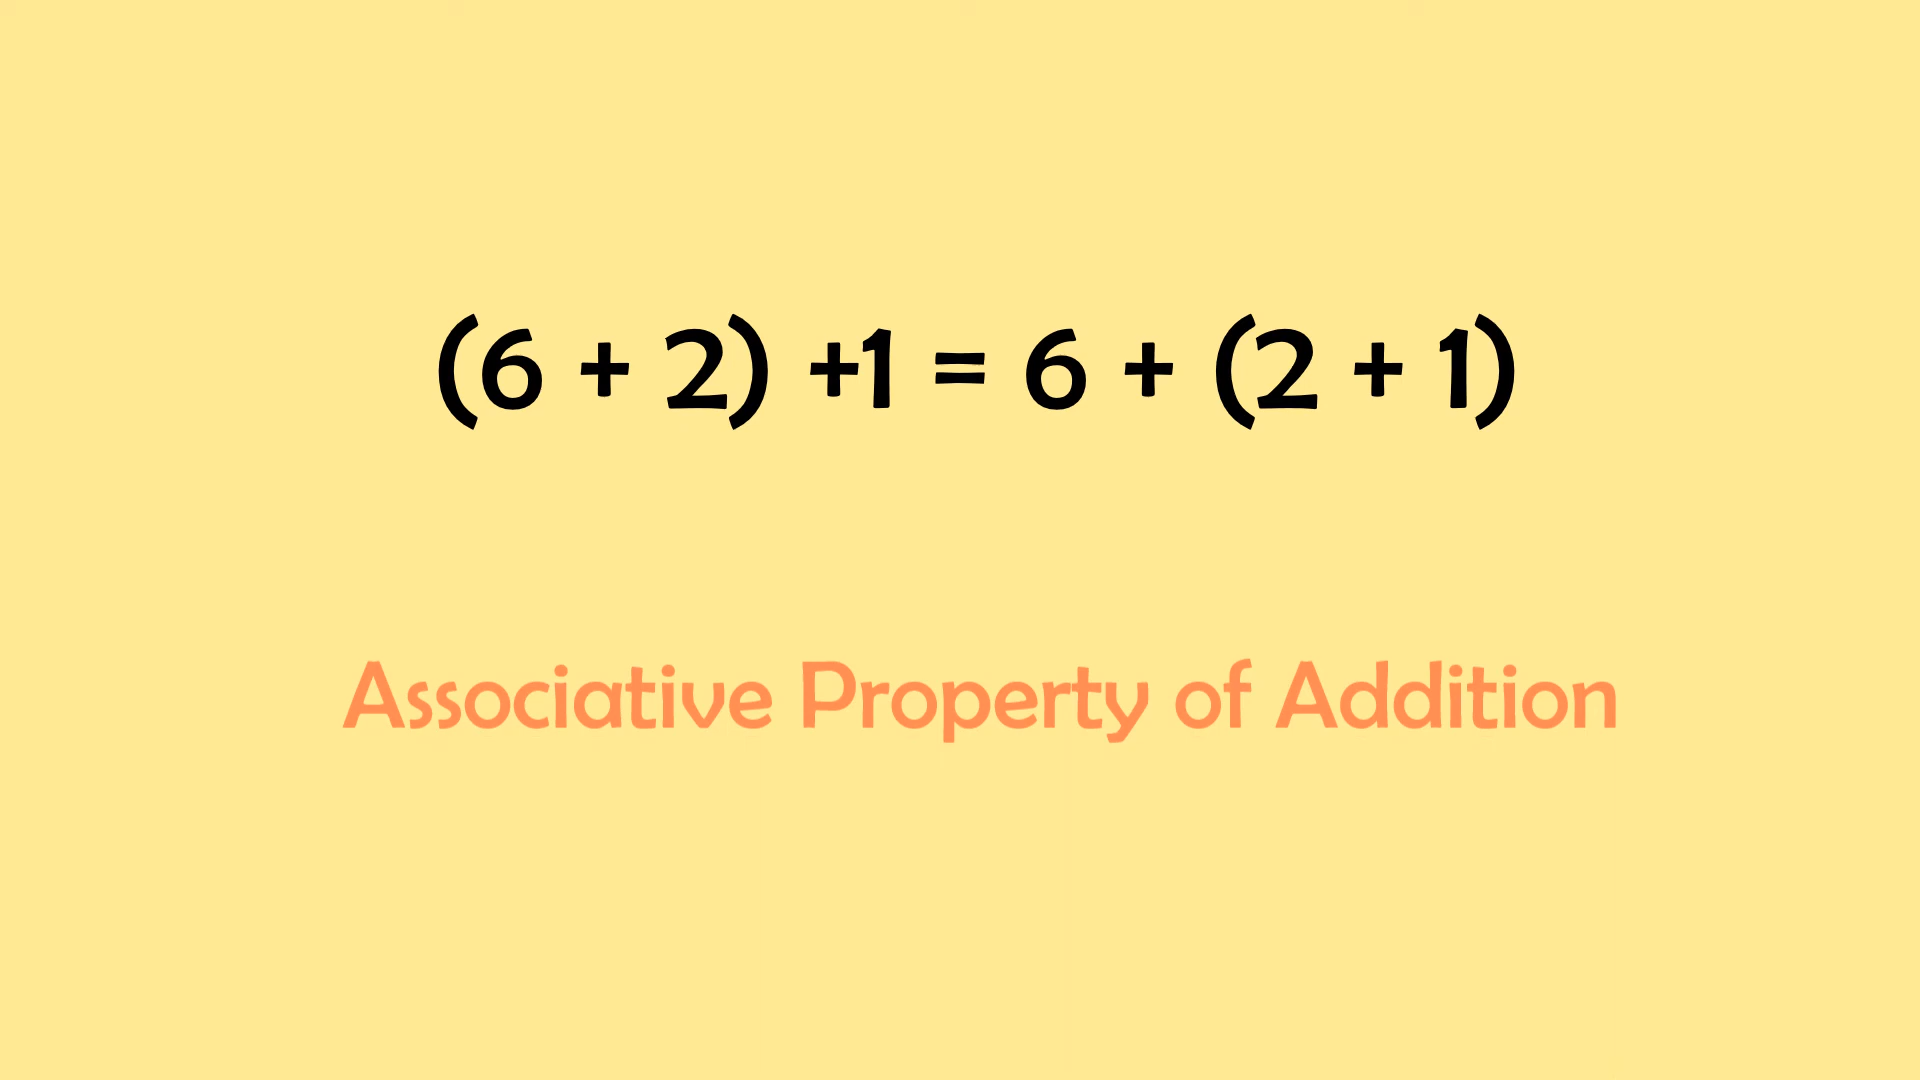 (6 + 2) +1 = 6 + (2 + 1)
Associative Property of Addition